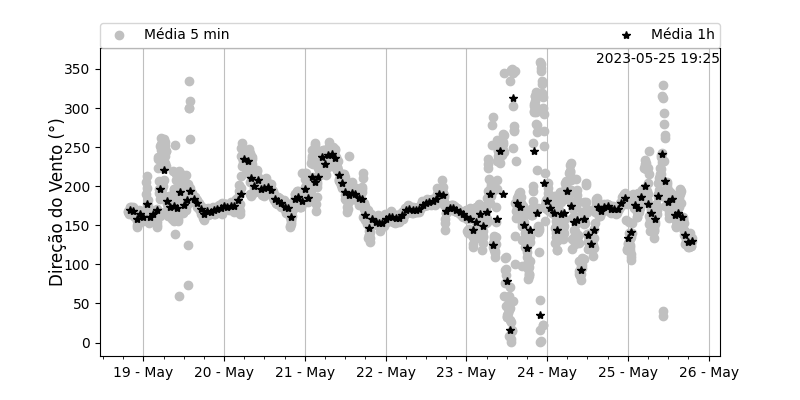 Média 5 min
Média 1h
2023-05-25 19:25
Direção do Vento (°)
350
300
250
200
150
100
50
0
19 - May
20 - May
21 - May
22 - May
23 - May
24 - May
25 - May
26 - May